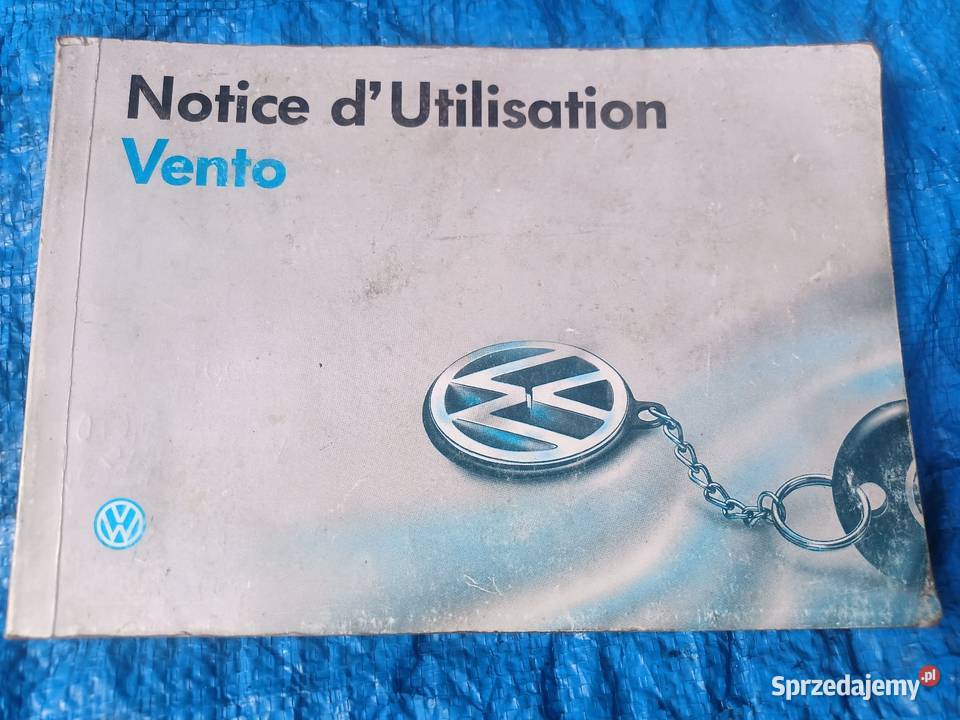 Notice d'Utilisation
Vento
Sprzedajemy.pl